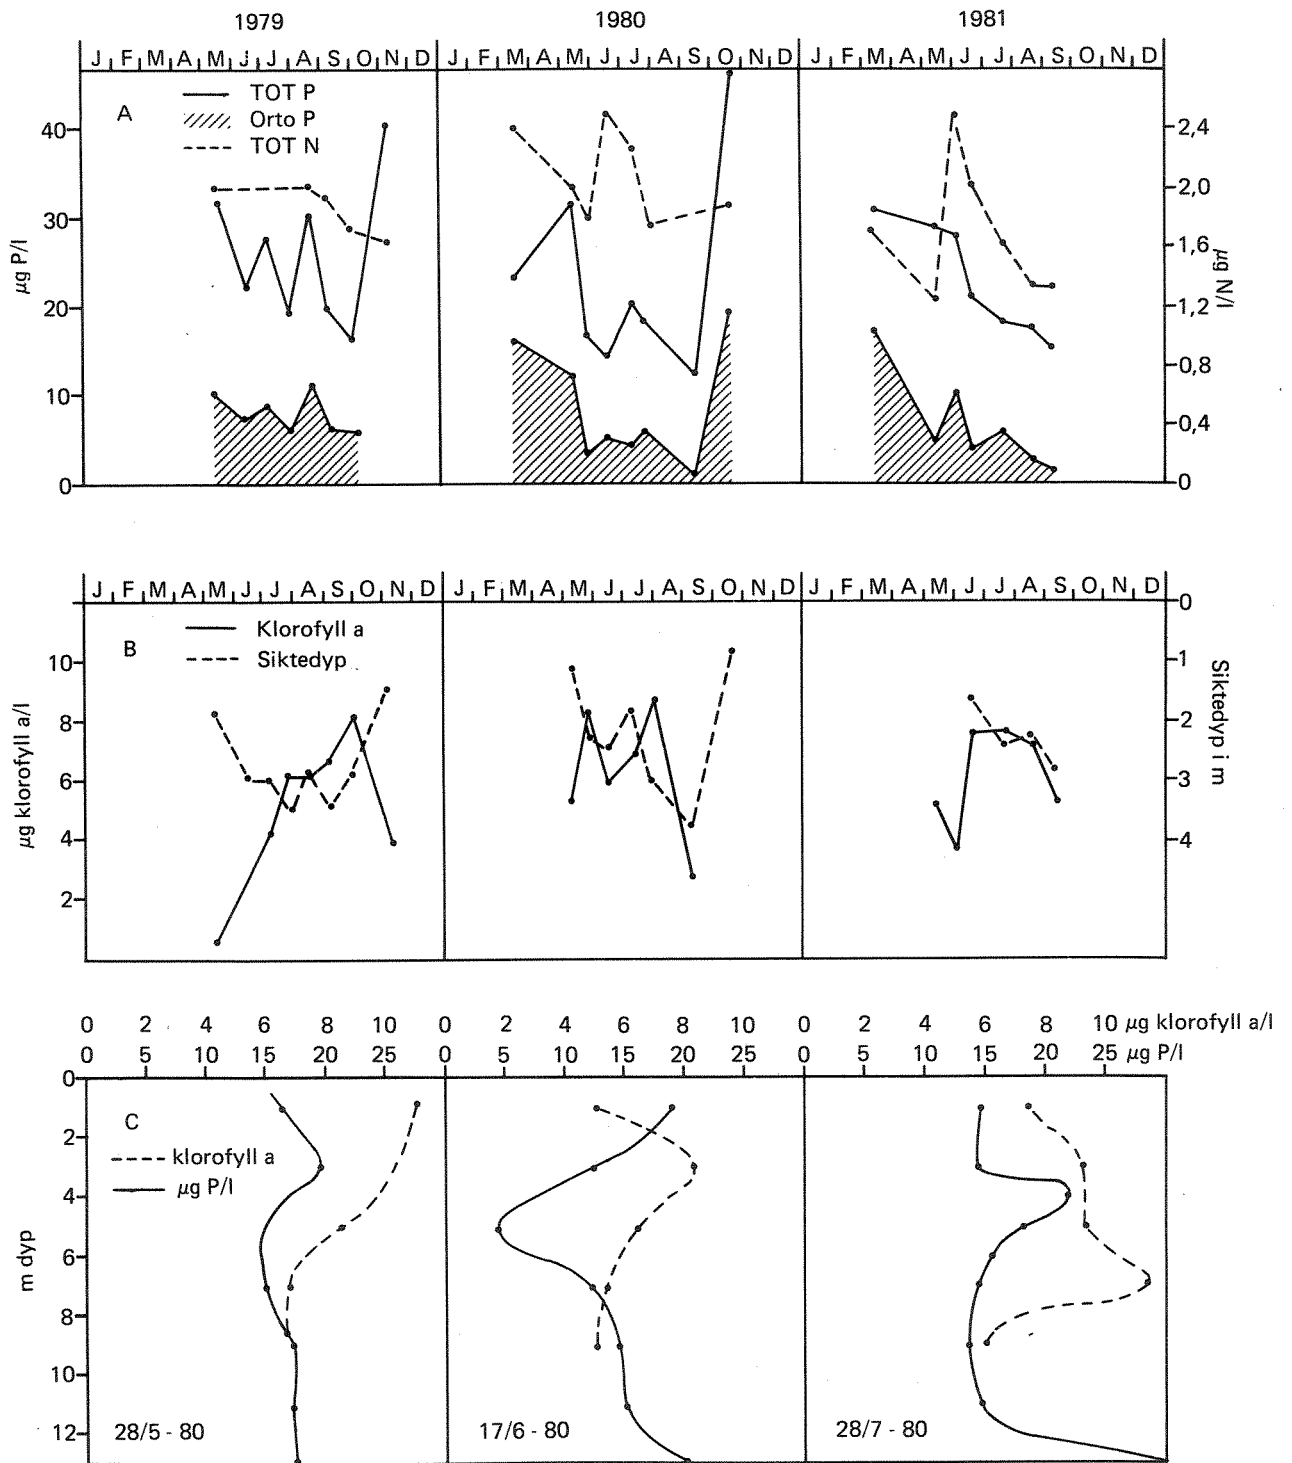 1979 1980 1981
J F M A M J J A S O N D J F M A M J J A S O N D J F M A M J J A S O N D
A
TOT P
Orto P
TOT N
40 2,4
2,0
30
1,6
20 1,2
0,8
10
0,4
0 0
µg P/l
µg N/l
J F M A M J J A S O N D J F M A M J J A S O N D J F M A M J J A S O N D
0
B
Klorofyll a
Siktedyp
10 1
8 2
6 3
4 4
2
µg klorofyll a/l
Siktedyp i m
0 2 4 6 8 10 0 2 4 6 8 10 0 2 4 6 8 10 µg klorofyll a/l
0 5 10 15 20 25 0 5 10 15 20 25 0 5 10 15 20 25 µg P/l
0
C
2
klorofyll a
µg P/l
4
6
8
10
12
m dyp
28/5 - 80 17/6 - 80 28/7 - 80